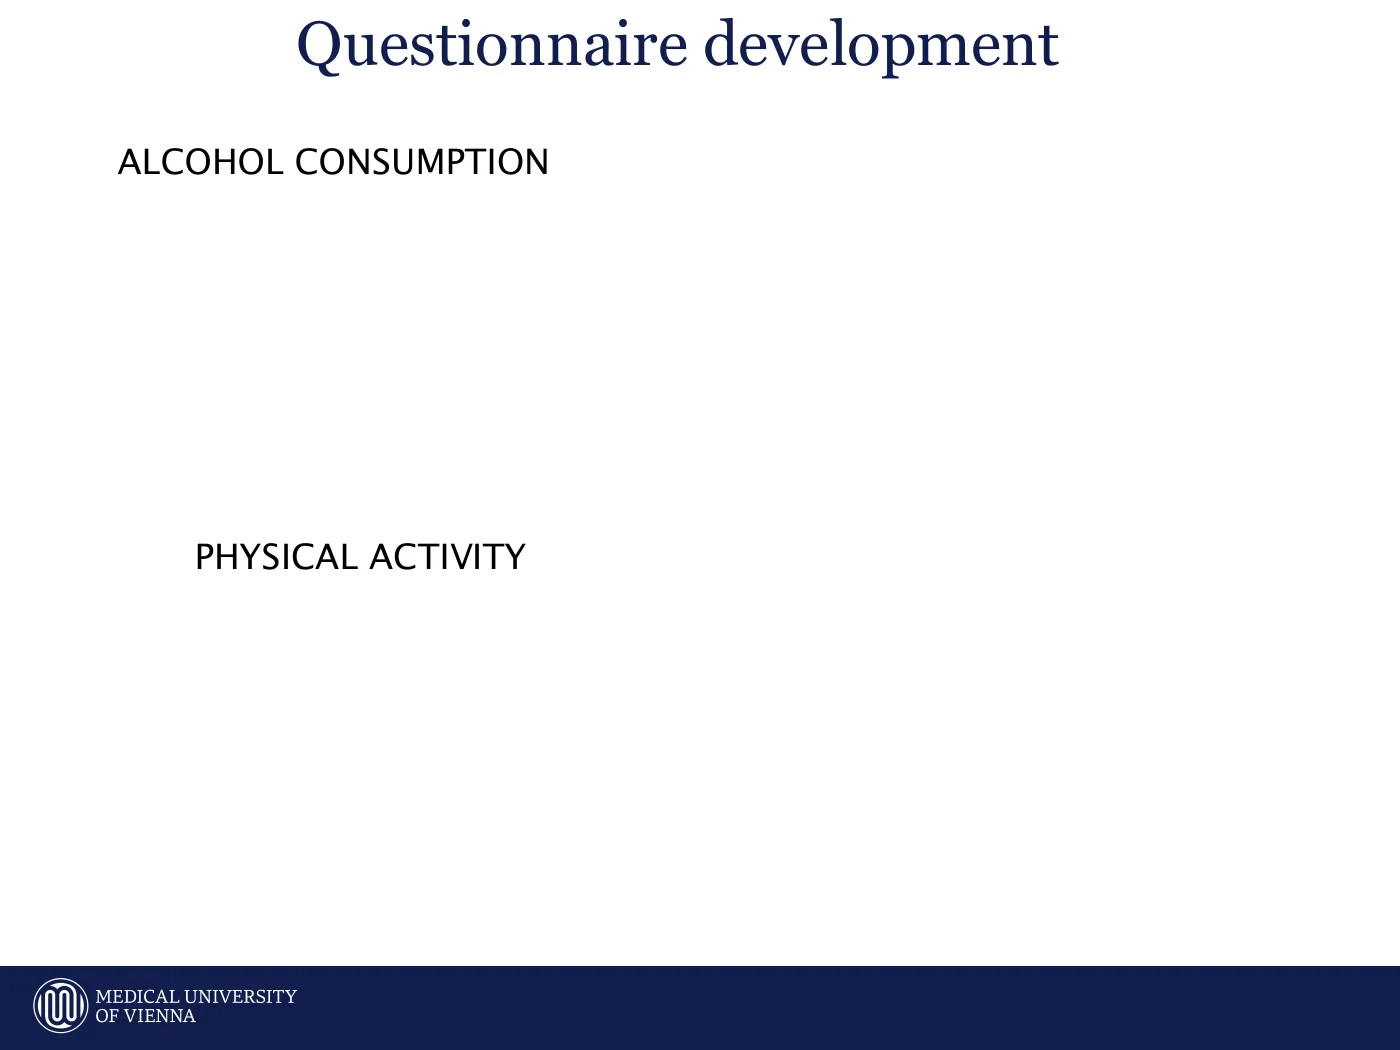 Questionnaire development
ALCOHOL CONSUMPTION
PHYSICAL ACTIVITY
MEDICAL UNIVERSITY
OF VIENNA